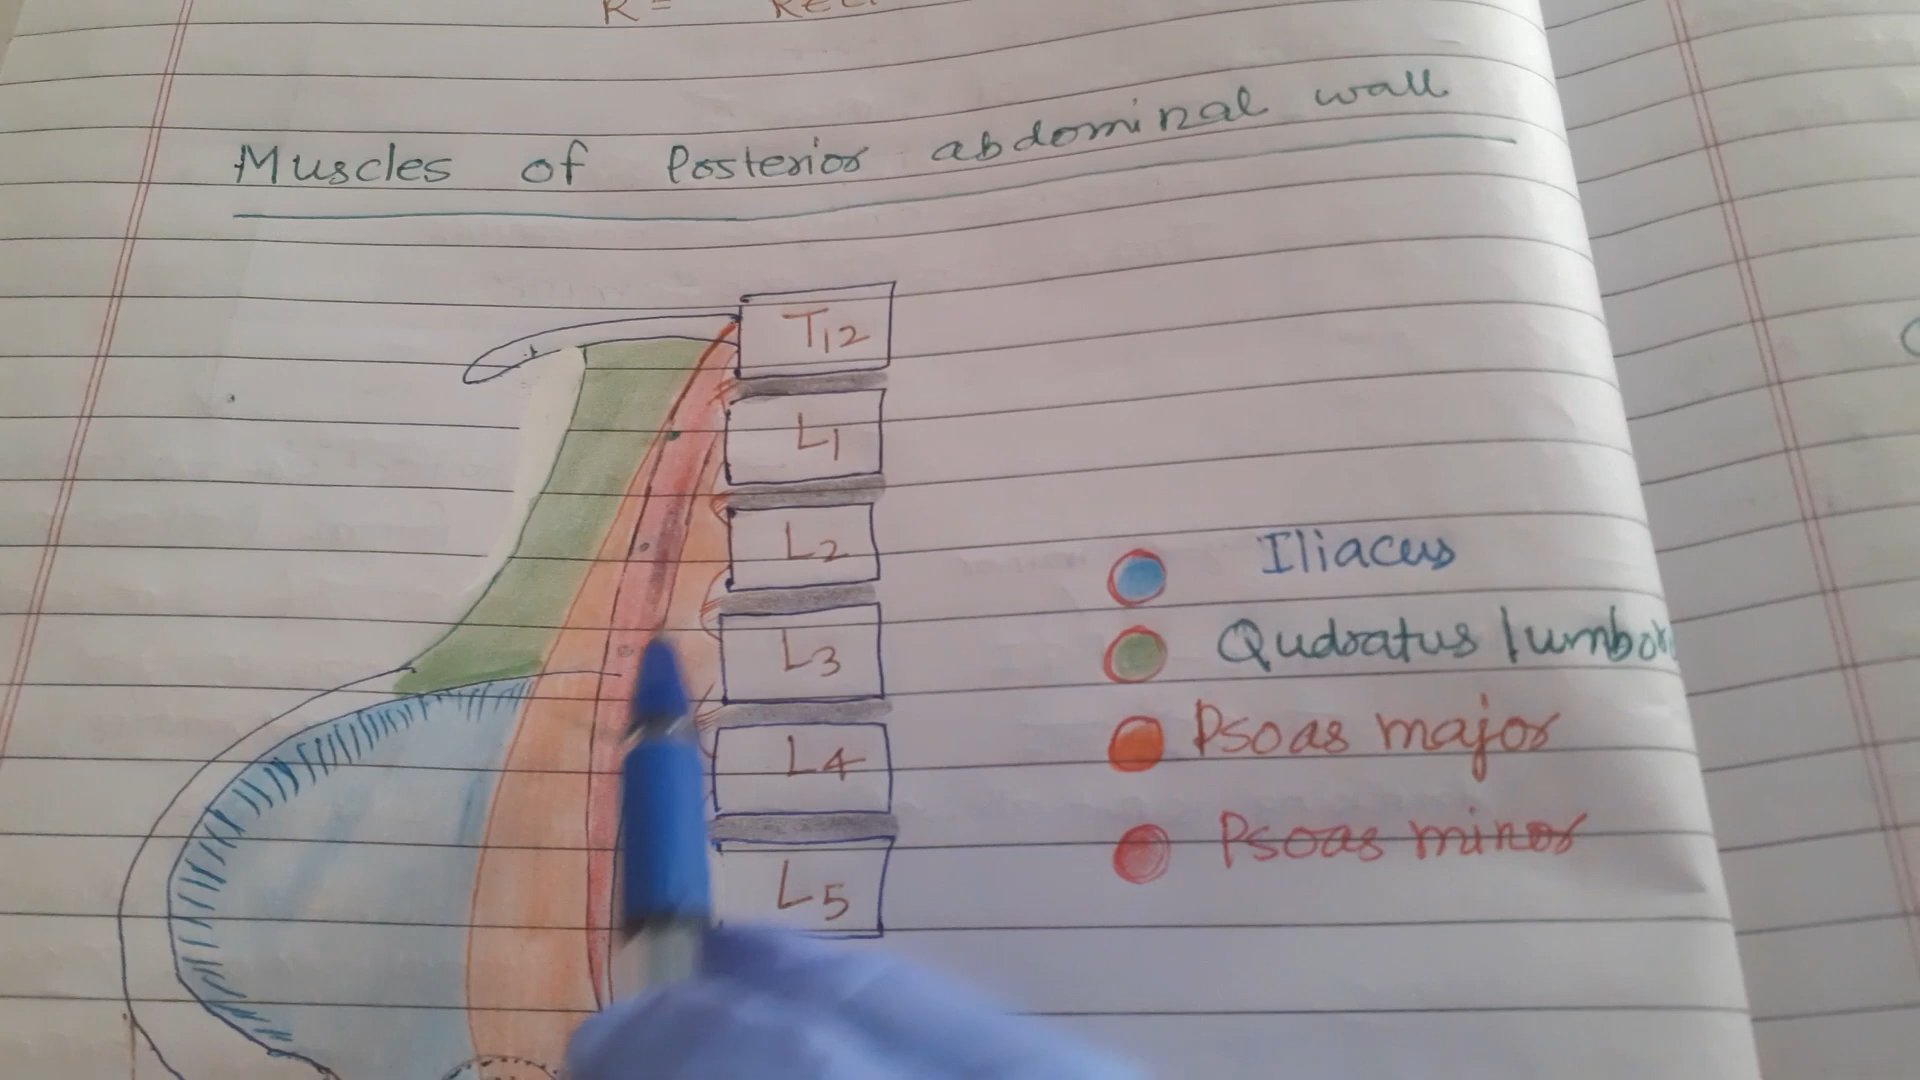 Muscles of Posterior abdominal wall
T12
L1
L2
L3
L4
L5
Iliacus
Qudratus lumbor
Psoas major
Psoas minor